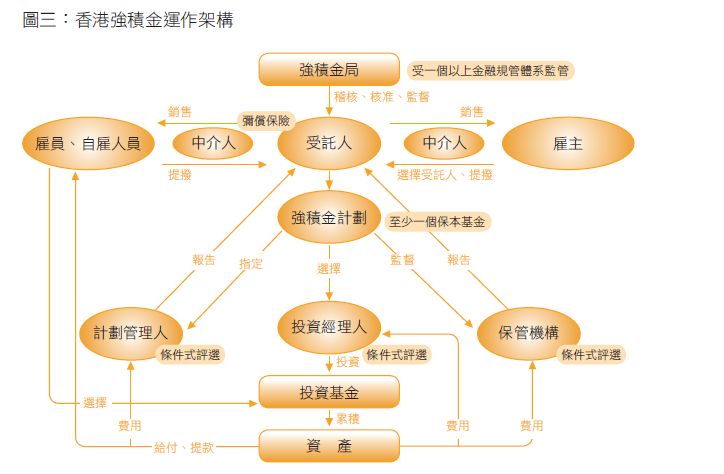 圖三：香港強積金運作架構
強積金局
受一個以上金融規管體系監管
稽核、核准、監督
銷售
彌償保險
銷售
雇員、自雇人員
中介人
受託人
中介人
雇主
提撥
選擇受託人、提撥
強積金計劃
至少一個保本基金
報告
指定
選擇
監督
報告
計劃管理人
投資經理人
保管機構
條件式評選
條件式評選
條件式評選
投資
投資基金
選擇
累積
費用
費用
費用
給付、提款
資 產